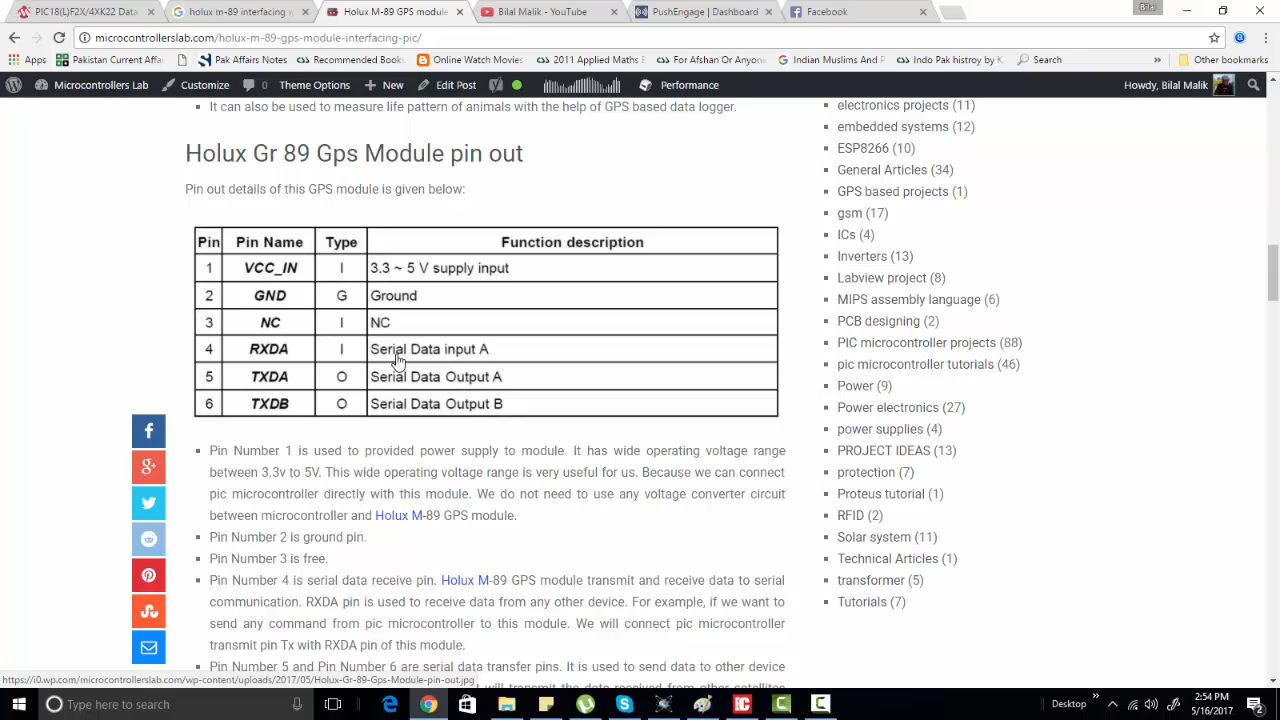 PIC18(L)F2X/4XK22 Data
holux m-89 interfacing
Holux M-89 GPS module
Bilal Malik - YouTube
PushEngage | Dashboard
Facebook
Bilal
microcontrollerslab.com/holux-m-89-gps-module-interfacing-pic/
Apps
Pakistan Current Affai
Pak Affairs Notes
Recommended Book
Online Watch Movies
2011 Applied Maths
For Afshan Or Anyon
Indian Muslims And P
Indo Pak histroy by K
Search
Other bookmarks
Microcontrollers Lab
Customize
Theme Options
New
Edit Post
Performance
Howdy, Bilal Malik
It can also be used to measure life pattern of animals with the help of GPS based data logger.
Holux Gr 89 Gps Module pin out
Pin out details of this GPS module is given below:
Pin Pin Name Type Function description
1 VCC_IN I 3.3 ~ 5 V supply input
2 GND G Ground
3 NC I NC
4 RXDA I Serial Data input A
5 TXDA O Serial Data Output A
6 TXDB O Serial Data Output B
Pin Number 1 is used to provided power supply to module. It has wide operating voltage range
between 3.3v to 5V. This wide operating voltage range is very useful for us. Because we can connect
pic microcontroller directly with this module. We do not need to use any voltage converter circuit
between microcontroller and Holux M-89 GPS module.
Pin Number 2 is ground pin.
Pin Number 3 is free.
Pin Number 4 is serial data receive pin. Holux M-89 GPS module transmit and receive data to serial
communication. RXDA pin is used to receive data from any other device. For example, if we want to
send any command from pic microcontroller to this module. We will connect pic microcontroller
transmit pin Tx with RXDA pin of this module.
Pin Number 5 and Pin Number 6 are serial data transfer pins. It is used to send data to other device
will transmit the data received from other satellites
electronics projects (11)
embedded systems (12)
ESP8266 (10)
General Articles (34)
GPS based projects (1)
gsm (17)
ICs (4)
Inverters (13)
Labview project (8)
MIPS assembly language (6)
PCB designing (2)
PIC microcontroller projects (88)
pic microcontroller tutorials (46)
Power (9)
Power electronics (27)
power supplies (4)
PROJECT IDEAS (13)
protection (7)
Proteus tutorial (1)
RFID (2)
Solar system (11)
Technical Articles (1)
transformer (5)
Tutorials (7)
https://i0.wp.com/microcontrollerslab.com/wp-content/uploads/2017/05/Holux-Gr-89-Gps-Module-pin-out.jpg
Type here to search
Desktop
2:54 PM
5/16/2017